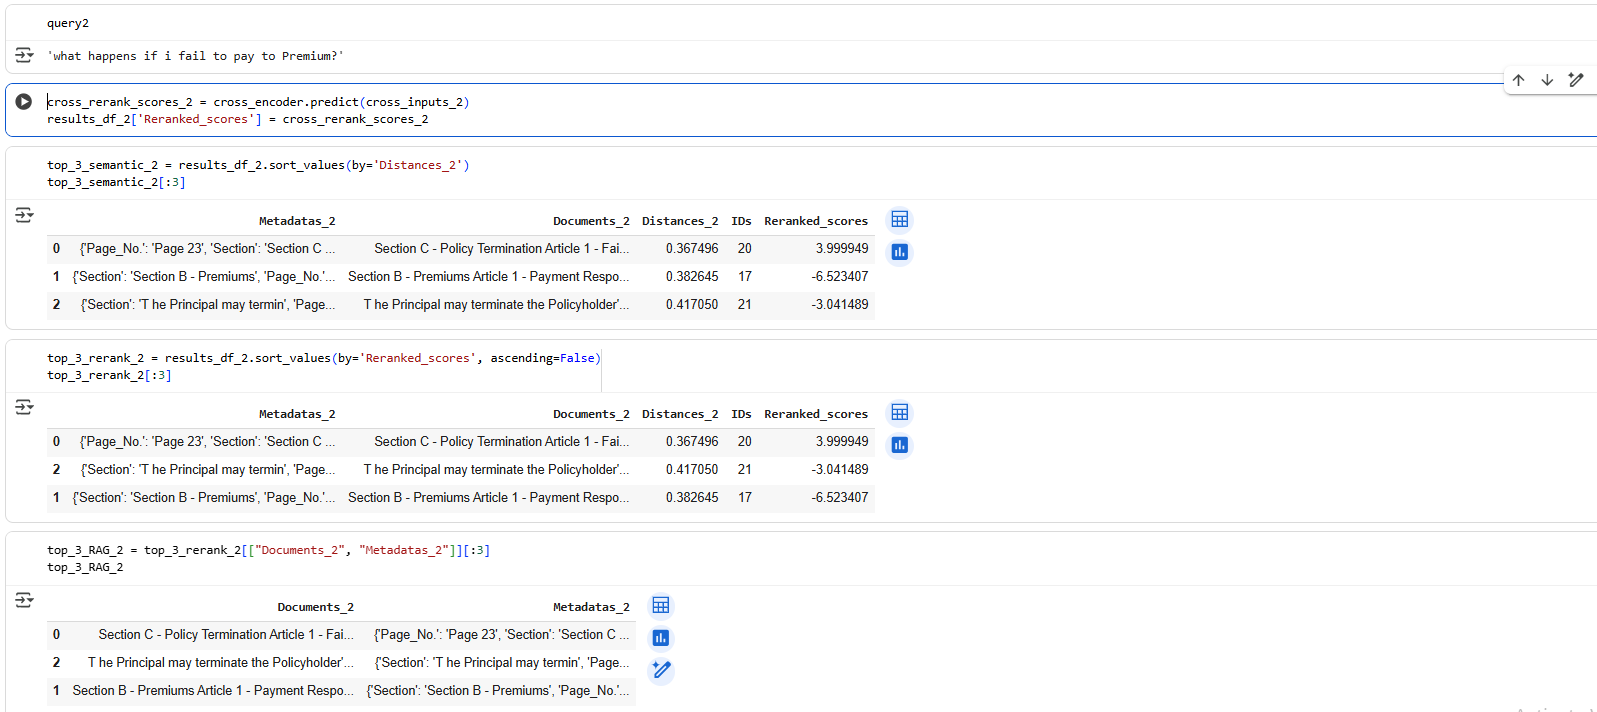 query2
'what happens if i fail to pay to Premium?'
cross_rerank_scores_2 = cross_encoder.predict(cross_inputs_2)
results_df_2['Reranked_scores'] = cross_rerank_scores_2
top_3_semantic_2 = results_df_2.sort_values(by='Distances_2')
top_3_semantic_2[:3]
Metadatas_2 Documents_2 Distances_2 IDs Reranked_scores
0 {'Page_No.': 'Page 23', 'Section': 'Section C ... Section C - Policy Termination Article 1 - Fai... 0.367496 20 3.999949
1 {'Section': 'Section B - Premiums', 'Page_No.'... Section B - Premiums Article 1 - Payment Respo... 0.382645 17 -6.523407
2 {'Section': 'T he Principal may termin', 'Page... T he Principal may terminate the Policyholder'... 0.417050 21 -3.041489
top_3_rerank_2 = results_df_2.sort_values(by='Reranked_scores', ascending=False)
top_3_rerank_2[:3]
Metadatas_2 Documents_2 Distances_2 IDs Reranked_scores
0 {'Page_No.': 'Page 23', 'Section': 'Section C ... Section C - Policy Termination Article 1 - Fai... 0.367496 20 3.999949
2 {'Section': 'T he Principal may termin', 'Page... T he Principal may terminate the Policyholder'... 0.417050 21 -3.041489
1 {'Section': 'Section B - Premiums', 'Page_No.'... Section B - Premiums Article 1 - Payment Respo... 0.382645 17 -6.523407
top_3_RAG_2 = top_3_rerank_2[["Documents_2", "Metadatas_2"]][:3]
top_3_RAG_2
Documents_2 Metadatas_2
0 Section C - Policy Termination Article 1 - Fai... {'Page_No.': 'Page 23', 'Section': 'Section C ...
2 T he Principal may terminate the Policyholder'... {'Section': 'T he Principal may termin', 'Page...
1 Section B - Premiums Article 1 - Payment Respo... {'Section': 'Section B - Premiums', 'Page_No.'...